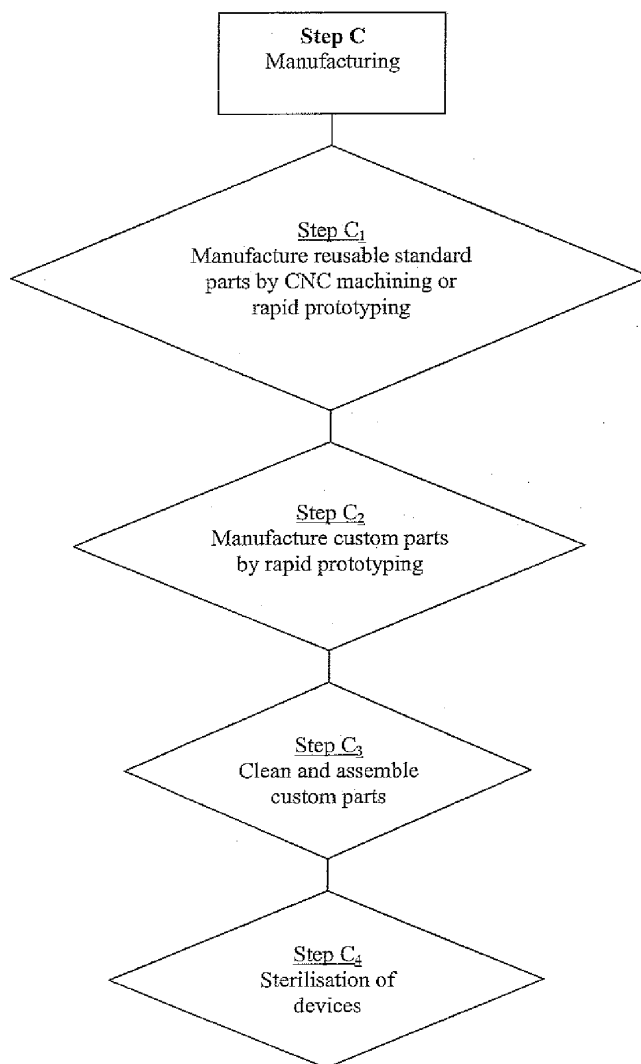 Step C
Manufacturing
Step C₁
Manufacture reusable standard
parts by CNC machining or
rapid prototyping
Step C₂
Manufacture custom parts
by rapid prototyping
Step C₃
Clean and assemble
custom parts
Step C₄
Sterilisation of
devices